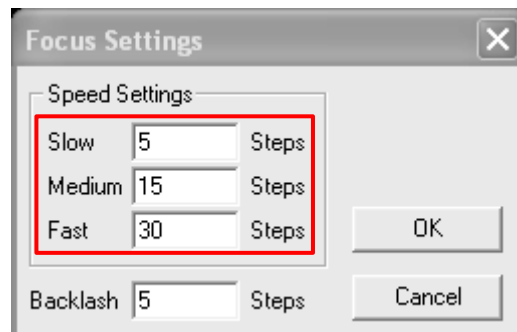 Focus Settings
Speed Settings
Slow 5 Steps
Medium 15 Steps
Fast 30 Steps
OK
Backlash 5 Steps
Cancel